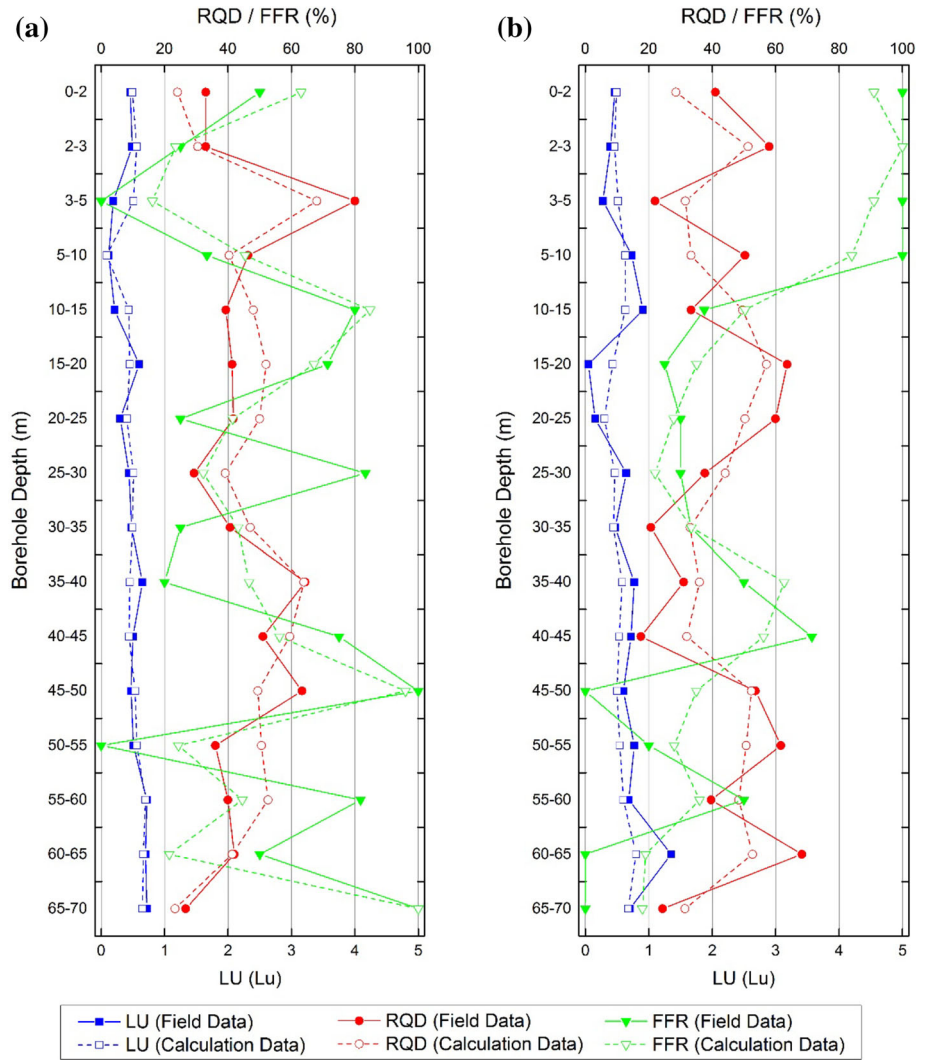 (a)
RQD / FFR (%)
0 20 40 60 80 100
Borehole Depth (m)
0-2
2-3
3-5
5-10
10-15
15-20
20-25
25-30
30-35
35-40
40-45
45-50
50-55
55-60
60-65
65-70
0 1 2 3 4 5
LU (Lu)
(b)
RQD / FFR (%)
0 20 40 60 80 100
Borehole Depth (m)
0-2
2-3
3-5
5-10
10-15
15-20
20-25
25-30
30-35
35-40
40-45
45-50
50-55
55-60
60-65
65-70
0 1 2 3 4 5
LU (Lu)
LU (Field Data) RQD (Field Data) FFR (Field Data)
LU (Calculation Data) RQD (Calculation Data) FFR (Calculation Data)